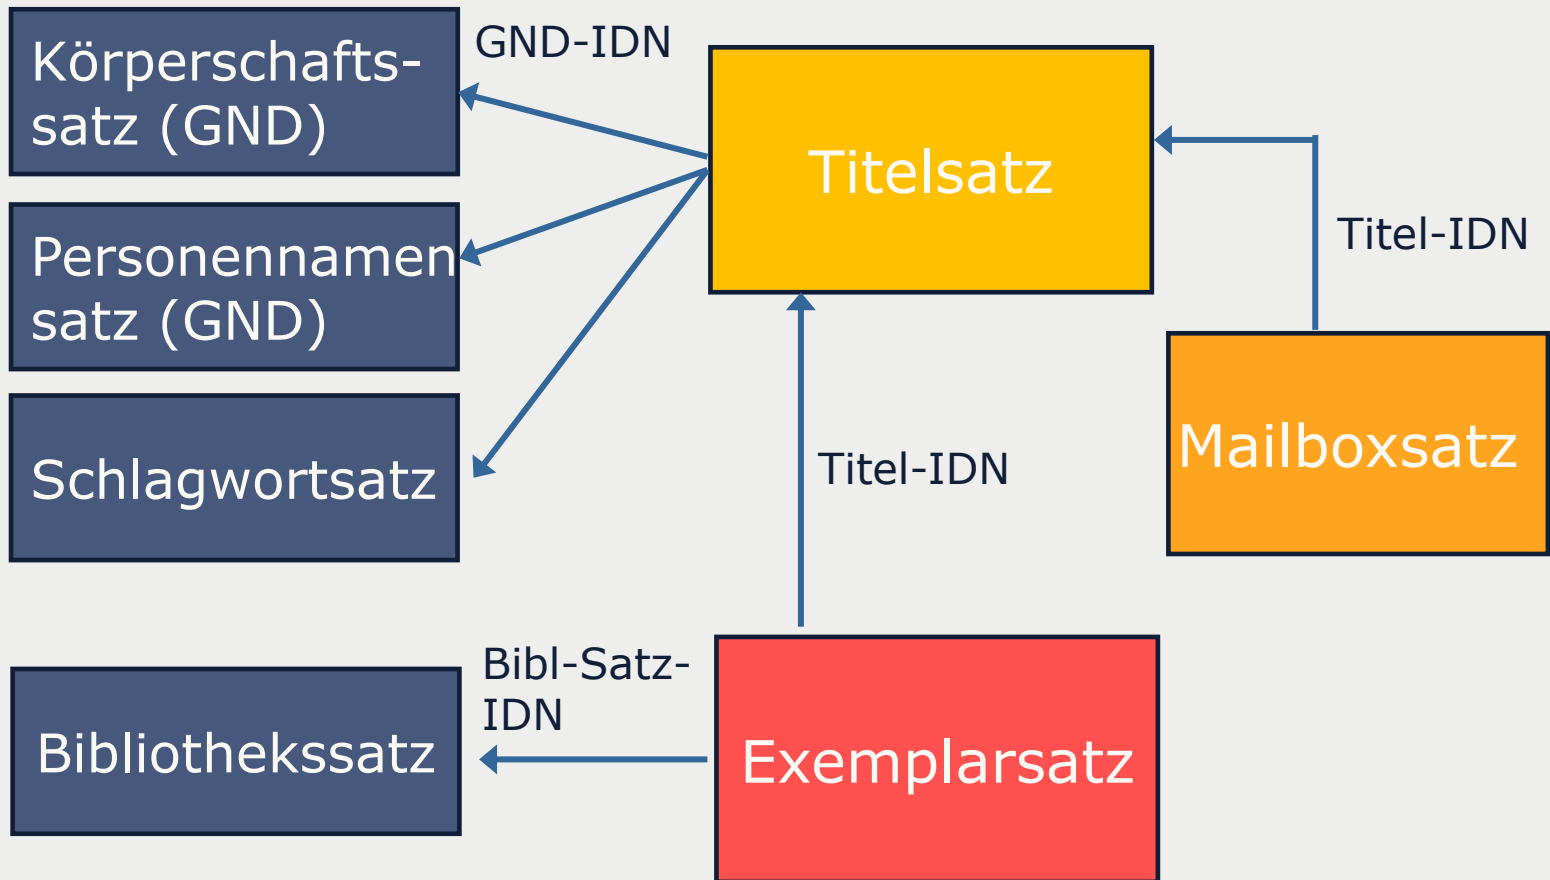 Körperschafts-
satz (GND)
GND-IDN
Titelsatz
Personennamen
satz (GND)
Titel-IDN
Schlagwortsatz
Titel-IDN
Mailboxsatz
Bibliothekssatz
Bibl-Satz-
IDN
Exemplarsatz